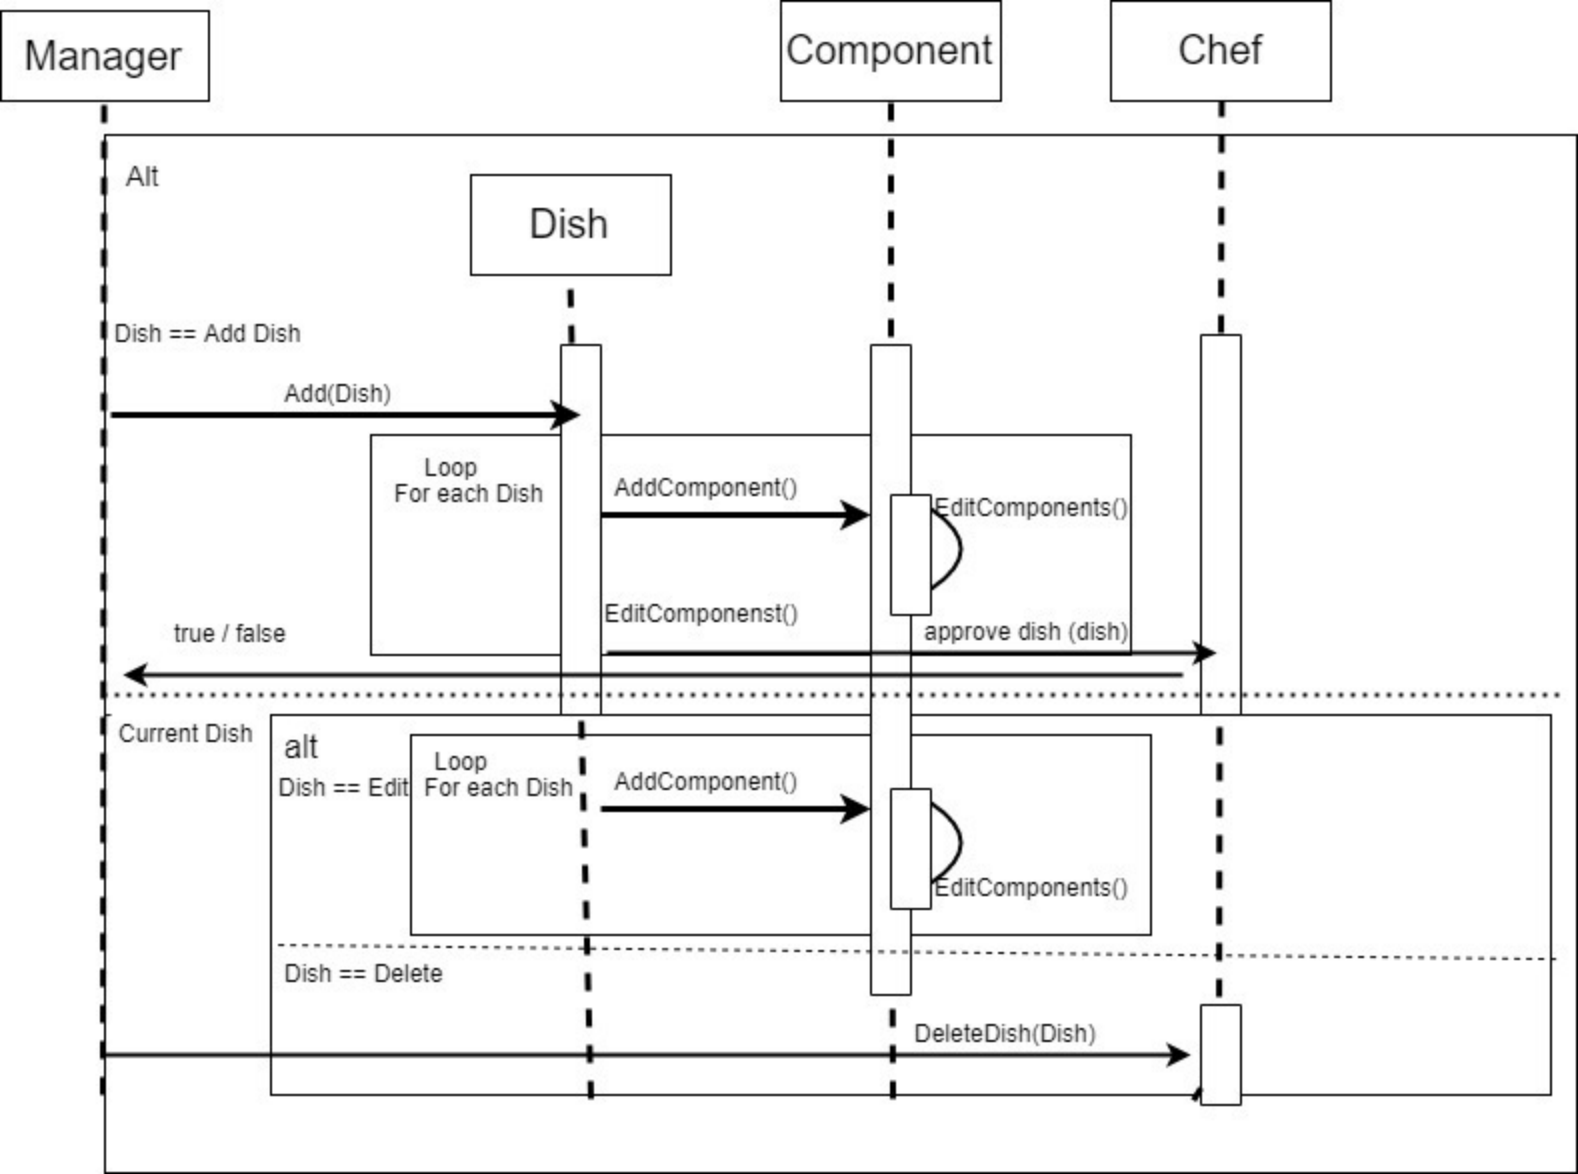 Manager
Component
Chef
Alt
Dish
Dish == Add Dish
Add(Dish)
Loop
For each Dish
AddComponent()
EditComponents()
EditComponenst()
true / false
approve dish (dish)
Current Dish
alt
Dish == Edit
Loop
For each Dish
AddComponent()
EditComponents()
Dish == Delete
DeleteDish(Dish)